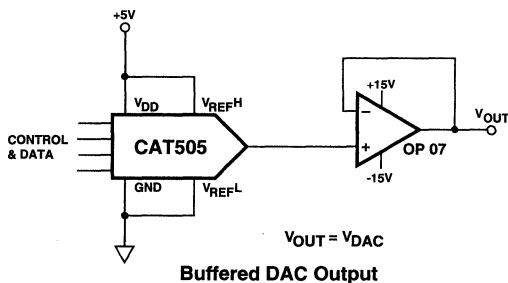 +5V
VDD VREFH
CONTROL
& DATA
CAT505
GND VREFL
+15V
−
+
-15V
OP 07
VOUT
VOUT = VDAC
Buffered DAC Output